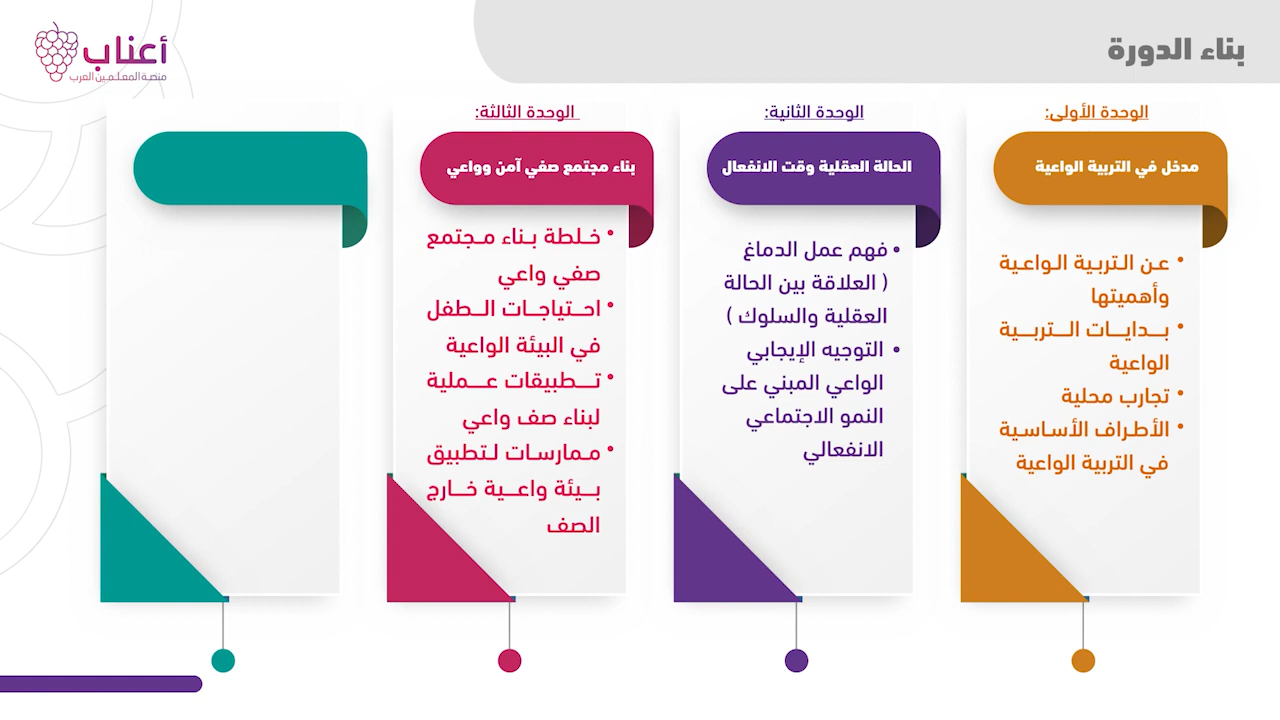 بناء الدورة
أعناب
منصة المعلمين العرب
الوحدة الأولى:
مدخل في التربية الواعية
• عن التربية الواعية
وأهميتها
• بدايات التربية
الواعية
• تجارب محلية
• الأطراف الأساسية
في التربية الواعية
الوحدة الثانية:
الحالة العقلية وقت الانفعال
• فهم عمل الدماغ
( العلاقة بين الحالة
العقلية والسلوك )
• التوجيه الإيجابي
الواعي المبني على
النمو الاجتماعي
الانفعالي
الوحدة الثالثة:
بناء مجتمع صفي آمن وواعي
• خلطة بناء مجتمع
صفي واعي
• احتياجات الطفل
في البيئة الواعية
• تطبيقات عملية
لبناء صف واعي
• ممارسات لتطبيق
بيئة واعية خارج
الصف